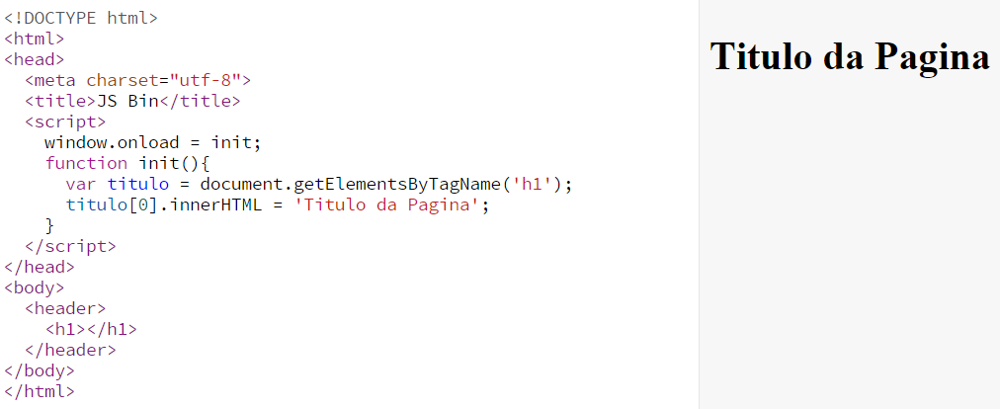 <!DOCTYPE html>
<html>
<head>
  <meta charset="utf-8">
  <title>JS Bin</title>
  <script>
    window.onload = init;
    function init(){
      var titulo = document.getElementsByTagName('h1');
      titulo[0].innerHTML = 'Titulo da Pagina';
    }
  </script>
</head>
<body>
  <header>
    <h1></h1>
  </header>
</body>
</html>
Titulo da Pagina